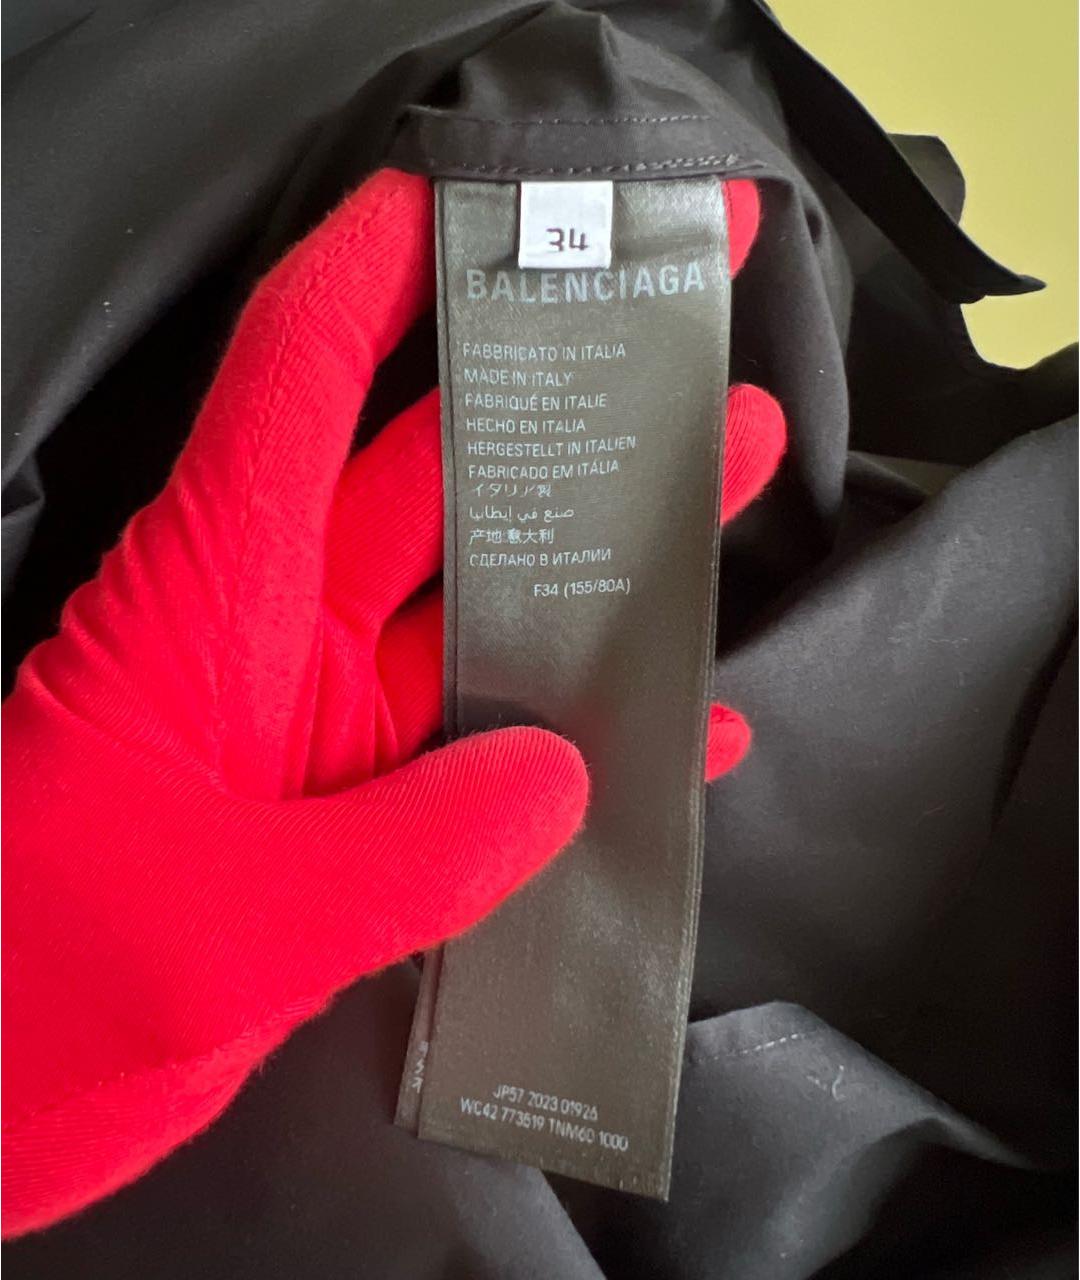 34
BALENCIAGA
FABBRICATO IN ITALIA
MADE IN ITALY
FABRIQUÉ EN ITALIE
HECHO EN ITALIA
HERGESTELLT IN ITALIEN
FABRICADO EM ITÁLIA
イタリア製
صنع في إيطاليا
产地:意大利
СДЕЛАНО В ИТАЛИИ
F34 (155/80A)
JP57 2023 01926
WC42 773519 TNM60 1000